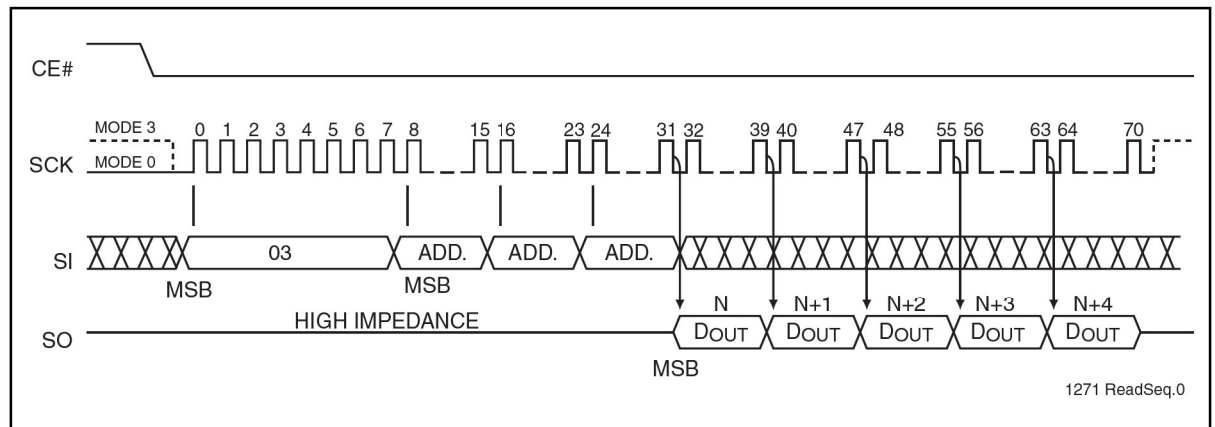 CE#
MODE 3
0 1 2 3 4 5 6 7 8 15 16 23 24 31 32 39 40 47 48 55 56 63 64 70
SCK
MODE 0
SI
03 ADD. ADD. ADD.
MSB MSB
N N+1 N+2 N+3 N+4
HIGH IMPEDANCE
SO
DOUT DOUT DOUT DOUT DOUT
MSB
1271 ReadSeq.0